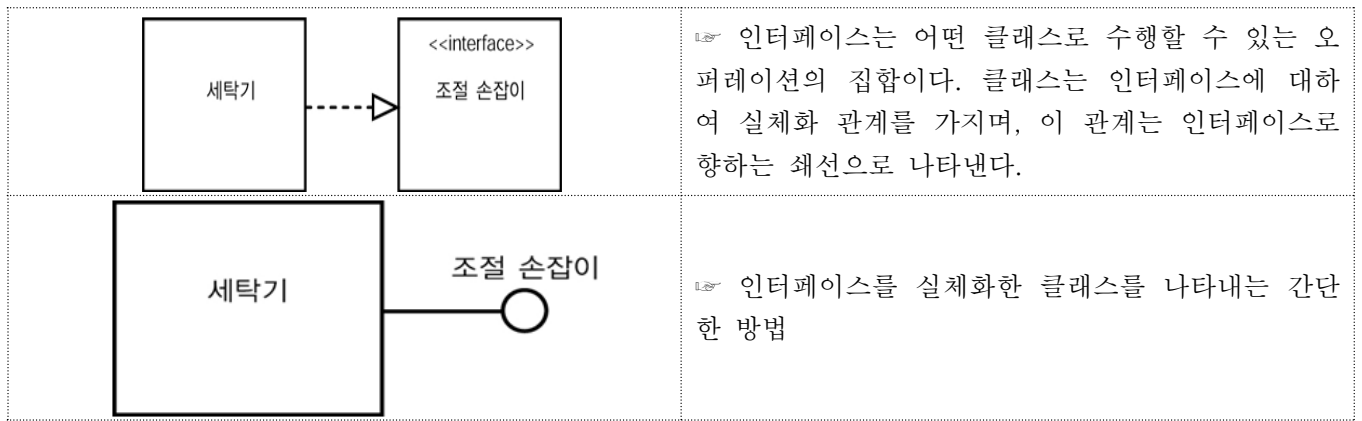 세탁기
<<interface>>
조절 손잡이
☞ 인터페이스는 어떤 클래스로 수행할 수 있는 오
퍼레이션의 집합이다. 클래스는 인터페이스에 대하
여 실체화 관계를 가지며, 이 관계는 인터페이스로
향하는 쇄선으로 나타낸다.
세탁기
조절 손잡이
☞ 인터페이스를 실체화한 클래스를 나타내는 간단
한 방법